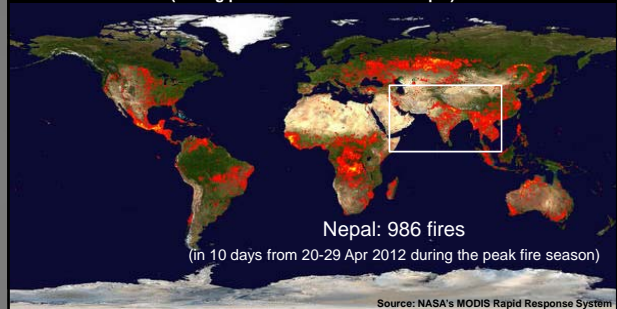 Nepal: 986 fires
(in 10 days from 20-29 Apr 2012 during the peak fire season)
Source: NASA's MODIS Rapid Response System